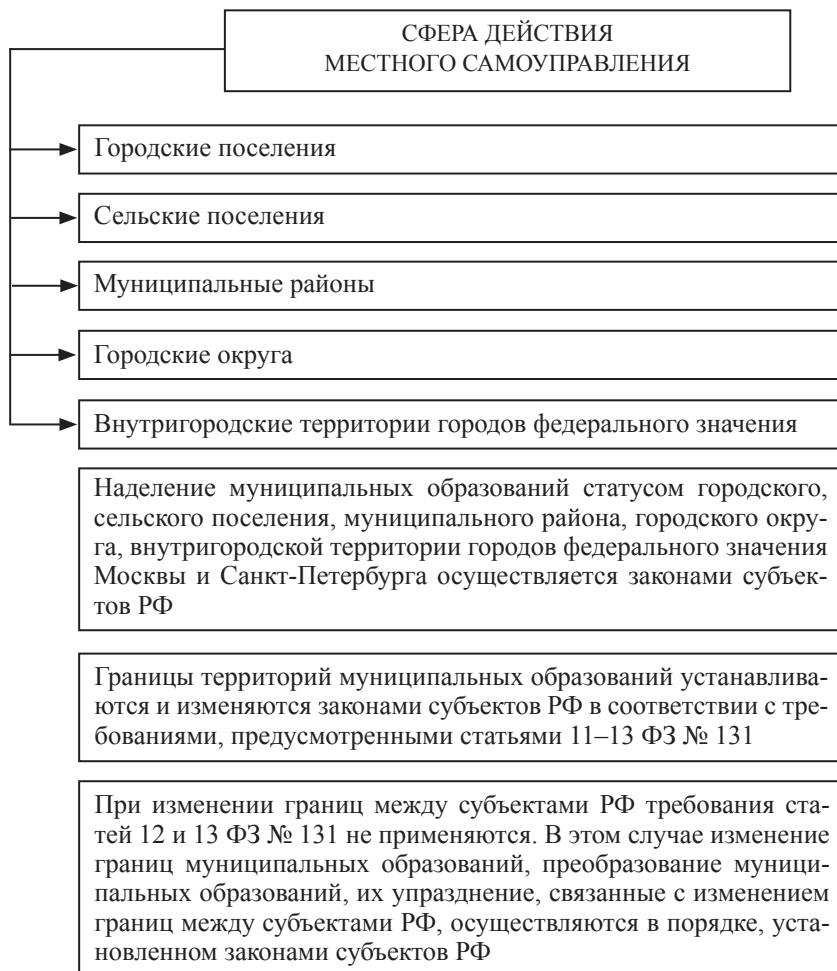 СФЕРА ДЕЙСТВИЯ
МЕСТНОГО САМОУПРАВЛЕНИЯ
Городские поселения
Сельские поселения
Муниципальные районы
Городские округа
Внутригородские территории городов федерального значения
Наделение муниципальных образований статусом городского,
сельского поселения, муниципального района, городского окру-
га, внутригородской территории городов федерального значения
Москвы и Санкт-Петербурга осуществляется законами субъек-
тов РФ
Границы территорий муниципальных образований устанавлива-
ются и изменяются законами субъектов РФ в соответствии с тре-
бованиями, предусмотренными статьями 11–13 ФЗ № 131
При изменении границ между субъектами РФ требования ста-
тей 12 и 13 ФЗ № 131 не применяются. В этом случае изменение
границ муниципальных образований, преобразование муници-
пальных образований, их упразднение, связанные с изменением
границ между субъектами РФ, осуществляются в порядке, уста-
новленном законами субъектов РФ